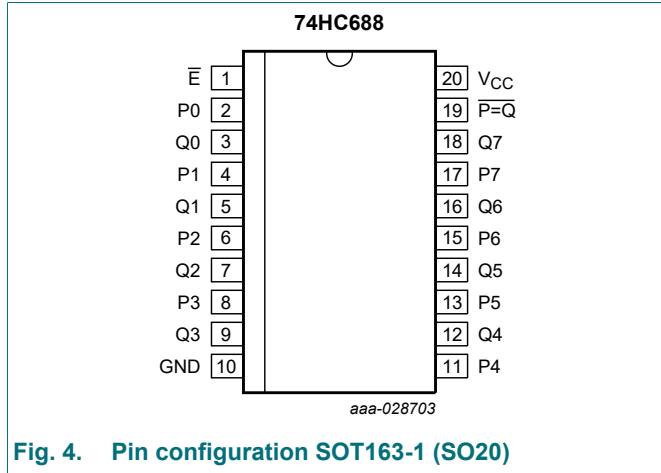 74HC688
E̅ 1 20 VCC
P0 2 19 P̅=̅Q̅
Q0 3 18 Q7
P1 4 17 P7
Q1 5 16 Q6
P2 6 15 P6
Q2 7 14 Q5
P3 8 13 P5
Q3 9 12 Q4
GND 10 11 P4
aaa-028703
Fig. 4. Pin configuration SOT163-1 (SO20)